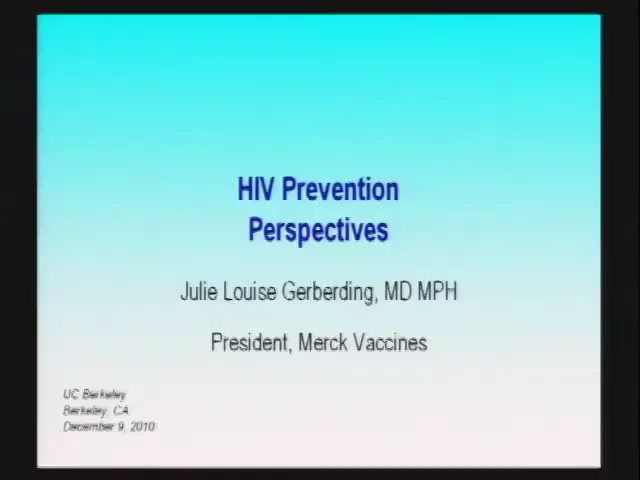 HIV Prevention
Perspectives
Julie Louise Gerberding, MD MPH
President, Merck Vaccines
UC Berkeley
Berkeley, CA
December 9, 2010